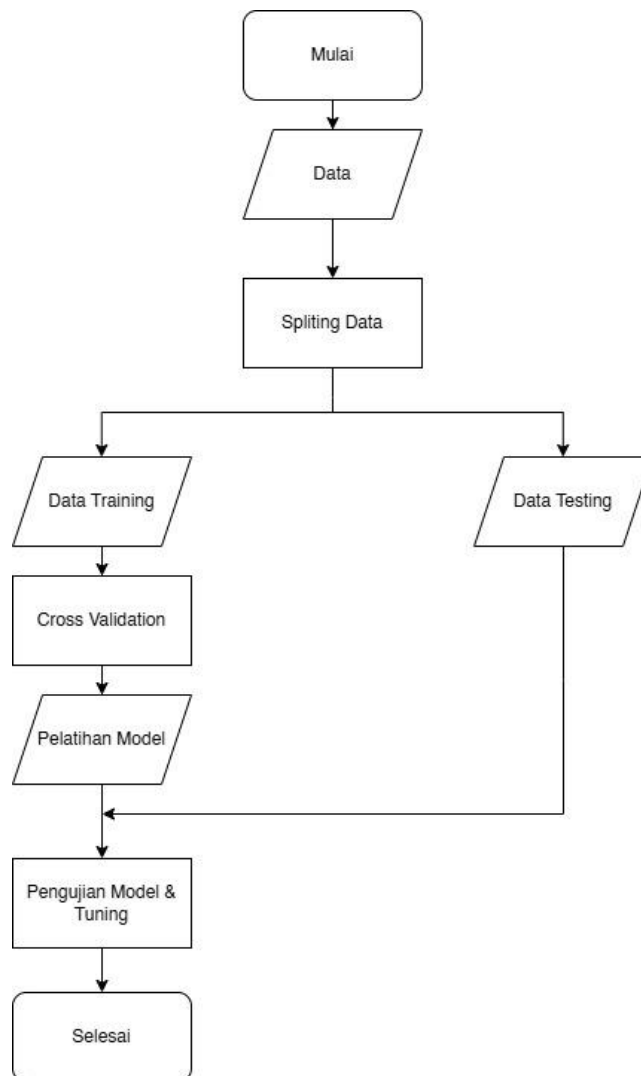 Mulai
Data
Spliting Data
Data Training
Data Testing
Cross Validation
Pelatihan Model
Pengujian Model &
Tuning
Selesai